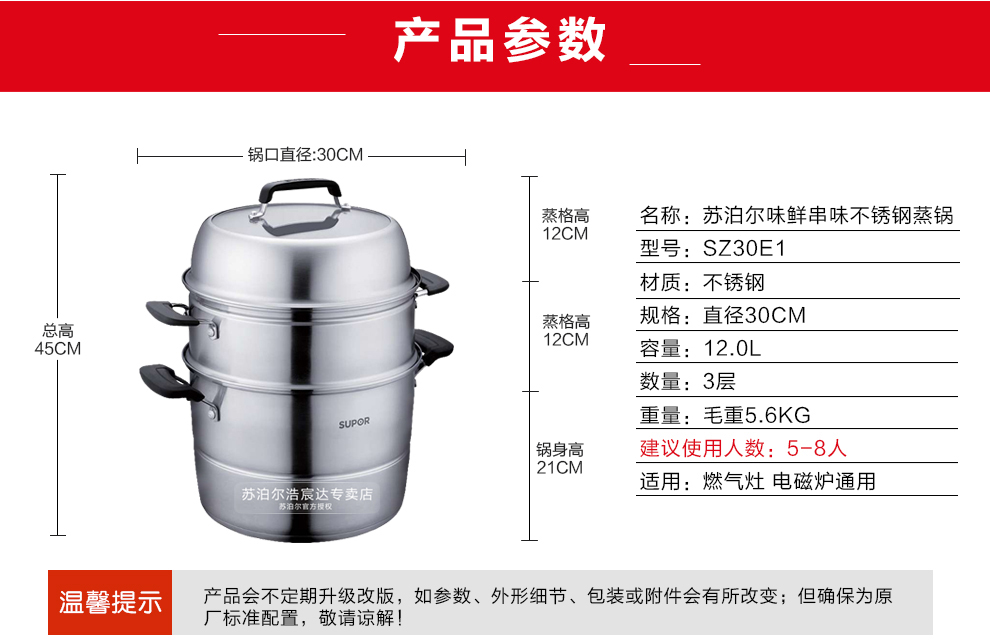 产品参数
锅口直径:30CM
总高
45CM
蒸格高
12CM
蒸格高
12CM
锅身高
21CM
SUPOR
苏泊尔浩宸达专卖店
苏泊尔官方授权
名称：苏泊尔味鲜串味不锈钢蒸锅
型号：SZ30E1
材质：不锈钢
规格：直径30CM
容量：12.0L
数量：3层
重量：毛重5.6KG
建议使用人数：5-8人
适用：燃气灶 电磁炉通用
温馨提示
产品会不定期升级改版，如参数、外形细节、包装或附件会有所改变；但确保为原
厂标准配置，敬请谅解！